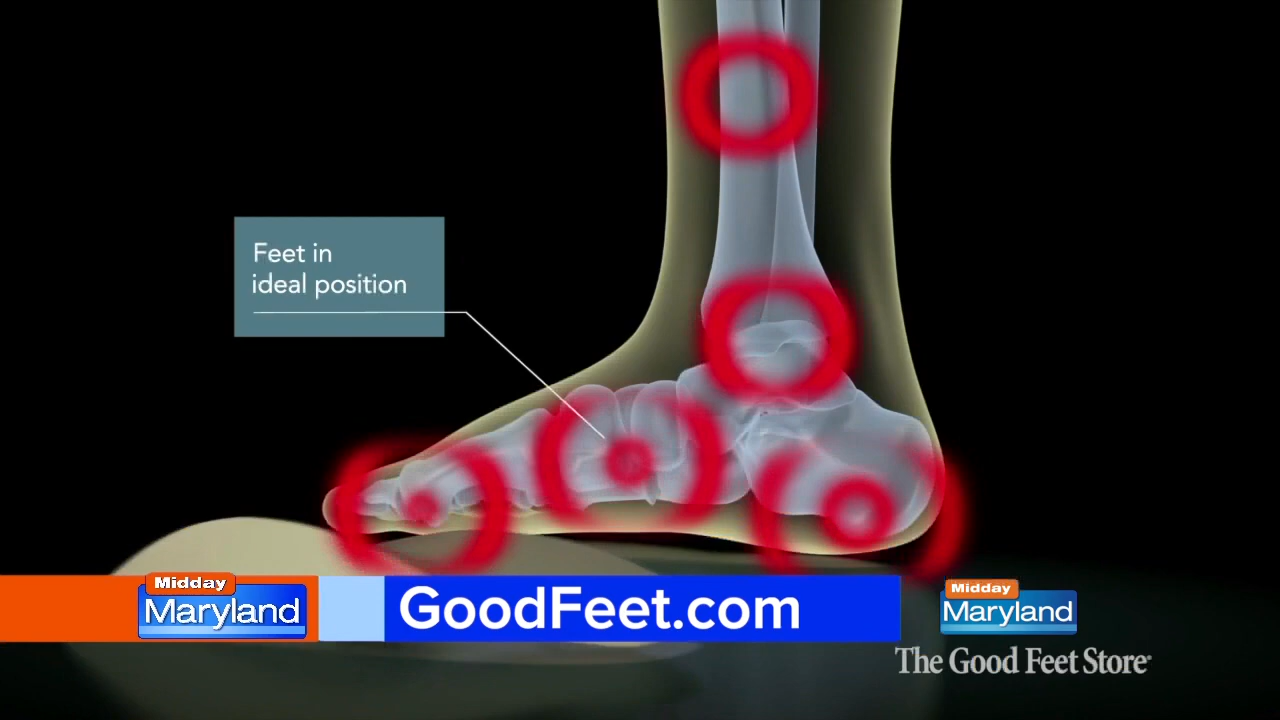 Feet in
ideal position
Midday
Maryland
GoodFeet.com
Midday
Maryland
The Good Feet Store